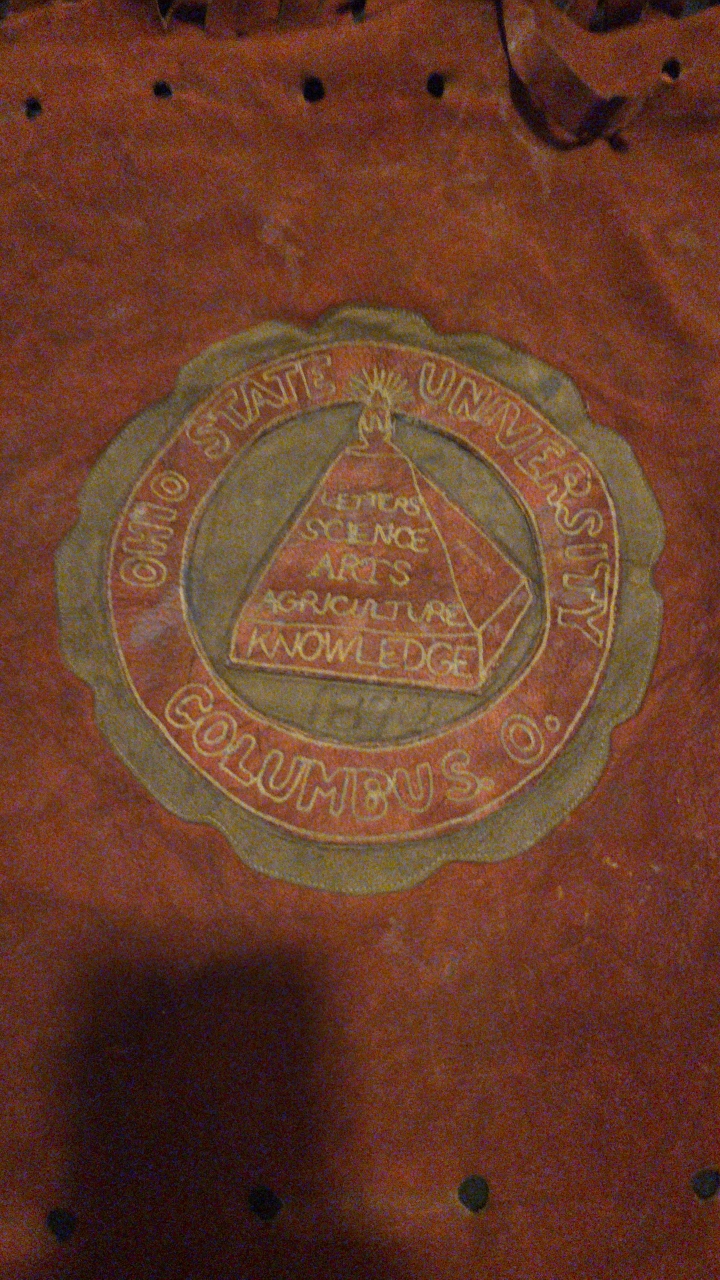 OHIO STATE UNIVERSITY
LETTERS
SCIENCE
ARTS
AGRICULTURE
KNOWLEDGE
COLUMBUS. O.